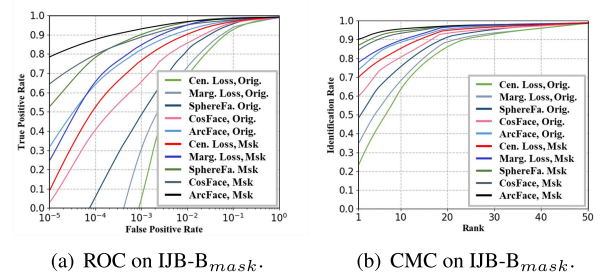 1.0
0.9
0.8
0.7
0.6
0.5
0.4
0.3
0.2
0.1
0.0
True Positive Rate
10⁻⁵ 10⁻⁴ 10⁻³ 10⁻² 10⁻¹ 10⁰
False Positive Rate
Cen. Loss, Orig.
Marg. Loss, Orig.
SphereFa. Orig.
CosFace, Orig.
ArcFace, Orig.
Cen. Loss, Msk
Marg. Loss, Msk
SphereFa. Msk
CosFace, Msk
ArcFace, Msk
(a) ROC on IJB-Bmask.
1.0
0.9
0.8
0.7
0.6
0.5
0.4
0.3
0.2
0.1
0.0
Identification Rate
1 10 20 30 40 50
Rank
Cen. Loss, Orig.
Marg. Loss, Orig.
SphereFa. Orig.
CosFace, Orig.
ArcFace, Orig.
Cen. Loss, Msk
Marg. Loss, Msk
SphereFa. Msk
CosFace, Msk
ArcFace, Msk
(b) CMC on IJB-Bmask.